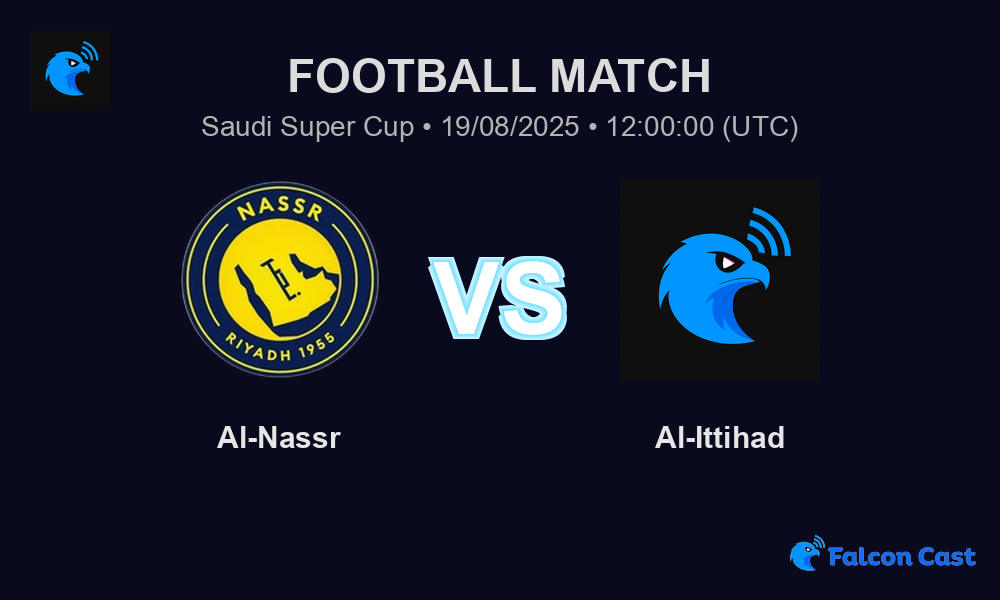 FOOTBALL MATCH
Saudi Super Cup • 19/08/2025 • 12:00:00 (UTC)
NASSR
RIYADH 1955
VS
Al-Nassr
Al-Ittihad
Falcon Cast